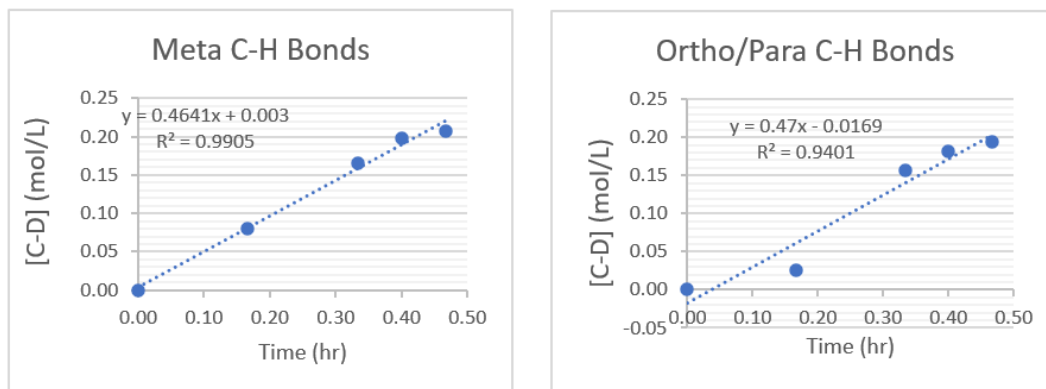 Meta C-H Bonds
0.25
y = 0.4641x + 0.003
0.20
R² = 0.9905
0.15
0.10
0.05
0.00
0.00 0.10 0.20 0.30 0.40 0.50
[C-D] (mol/L)
Time (hr)
Ortho/Para C-H Bonds
0.25
y = 0.47x - 0.0169
0.20
R² = 0.9401
0.15
0.10
0.05
0.00
0.00 0.10 0.20 0.30 0.40 0.50
-0.05
[C-D] (mol/L)
Time (hr)